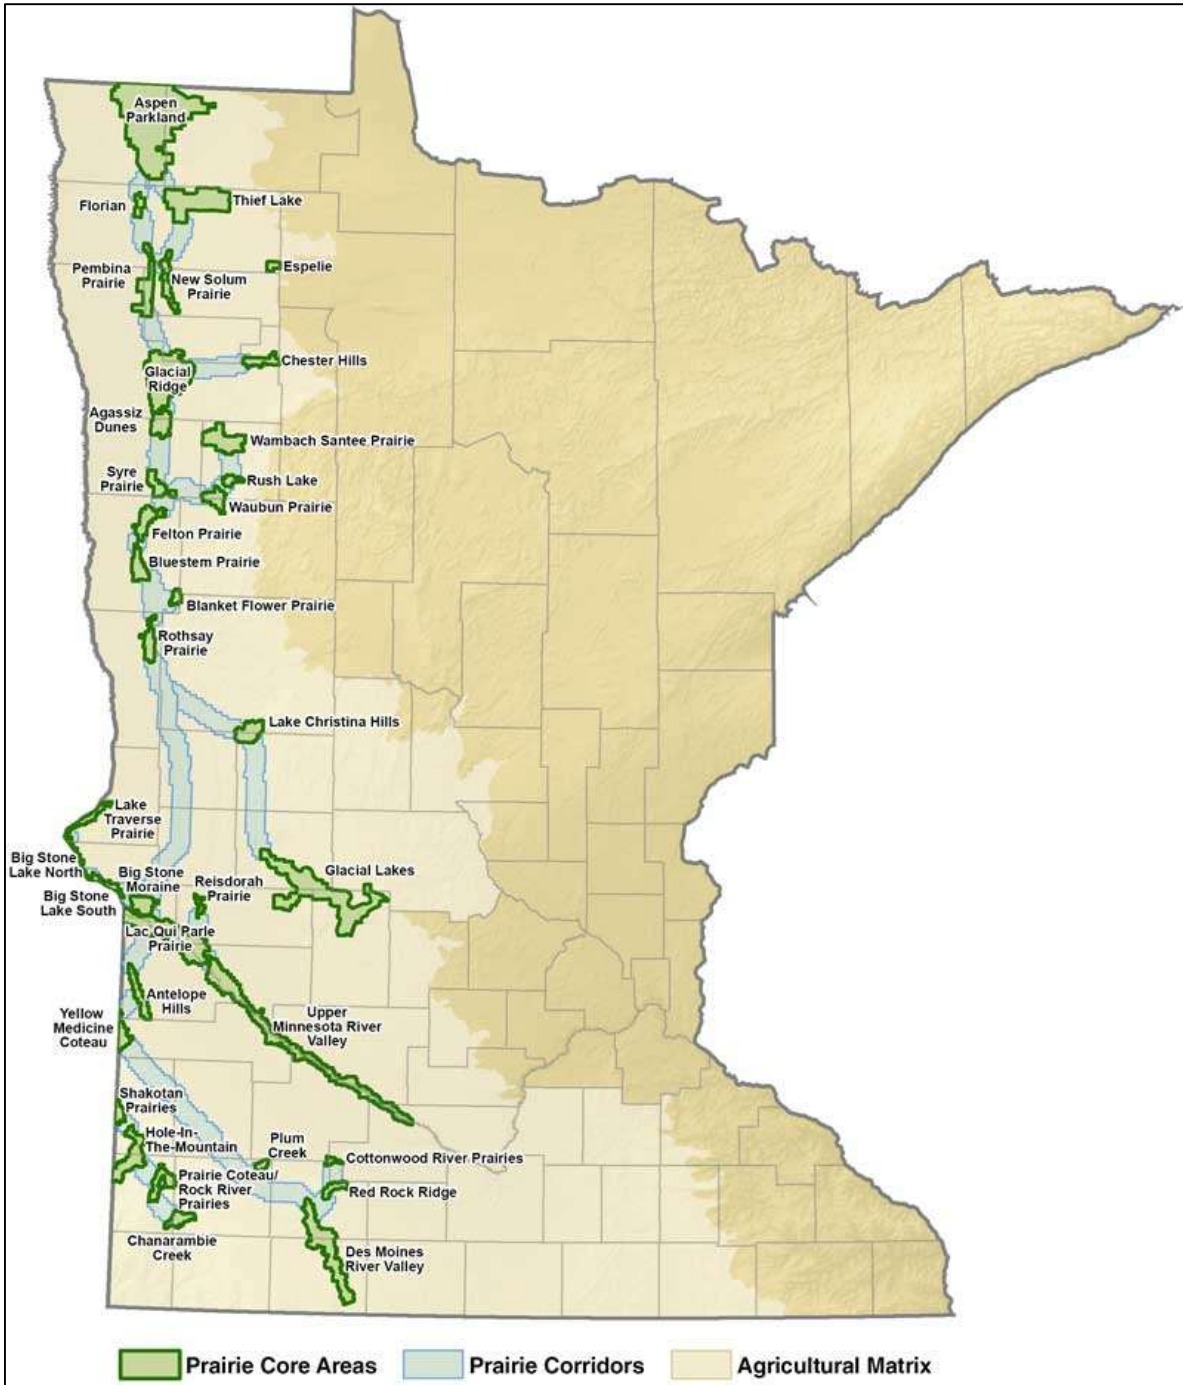 Aspen
Parkland
Florian
Thief Lake
Pembina
Prairie
New Solum
Prairie
Espelie
Glacial
Ridge
Chester Hills
Agassiz
Dunes
Wambach Santee Prairie
Syre
Prairie
Rush Lake
Waubun Prairie
Felton Prairie
Bluestem Prairie
Blanket Flower Prairie
Rothsay
Prairie
Lake Christina Hills
Lake
Traverse
Prairie
Big Stone
Lake North
Big Stone
Moraine
Reisdorah
Prairie
Glacial Lakes
Big Stone
Lake South
Lac Qui Parle
Prairie
Antelope
Hills
Yellow
Medicine
Coteau
Upper
Minnesota River
Valley
Shakotan
Prairies
Hole-In-
The-Mountain
Plum
Creek
Cottonwood River Prairies
Prairie Coteau/
Rock River
Prairies
Red Rock Ridge
Chanarambie
Creek
Des Moines
River Valley
Prairie Core Areas
Prairie Corridors
Agricultural Matrix